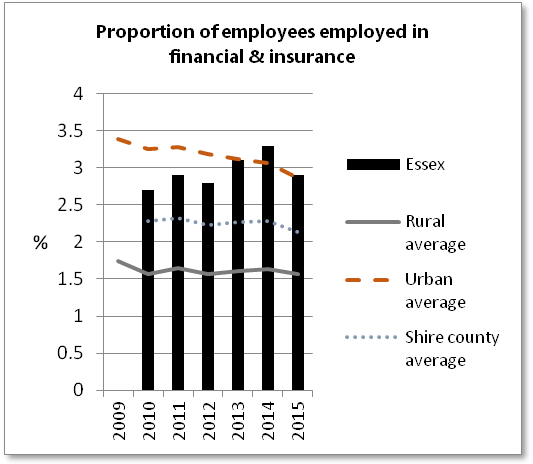 Proportion of employees employed in
financial & insurance
4
3.5
3
2.5
2
1.5
1
0.5
0
%
2009
2010
2011
2012
2013
2014
2015
Essex
Rural
average
Urban
average
Shire county
average